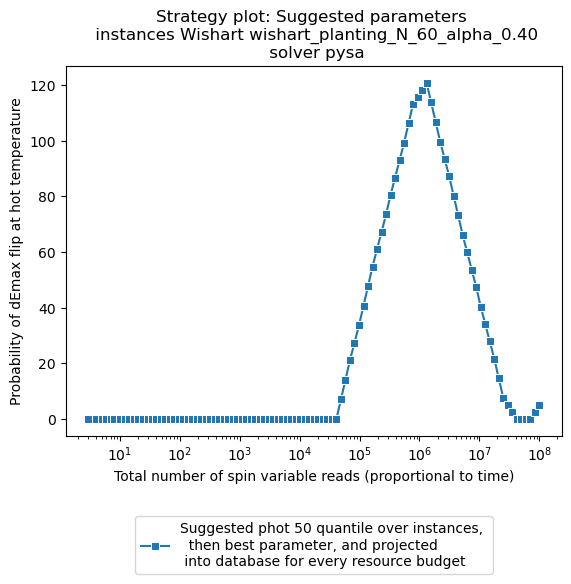 Strategy plot: Suggested parameters
instances Wishart wishart_planting_N_60_alpha_0.40
solver pysa
Probability of dEmax flip at hot temperature
120
100
80
60
40
20
0
10¹ 10² 10³ 10⁴ 10⁵ 10⁶ 10⁷ 10⁸
Total number of spin variable reads (proportional to time)
Suggested phot 50 quantile over instances,
then best parameter, and projected
into database for every resource budget